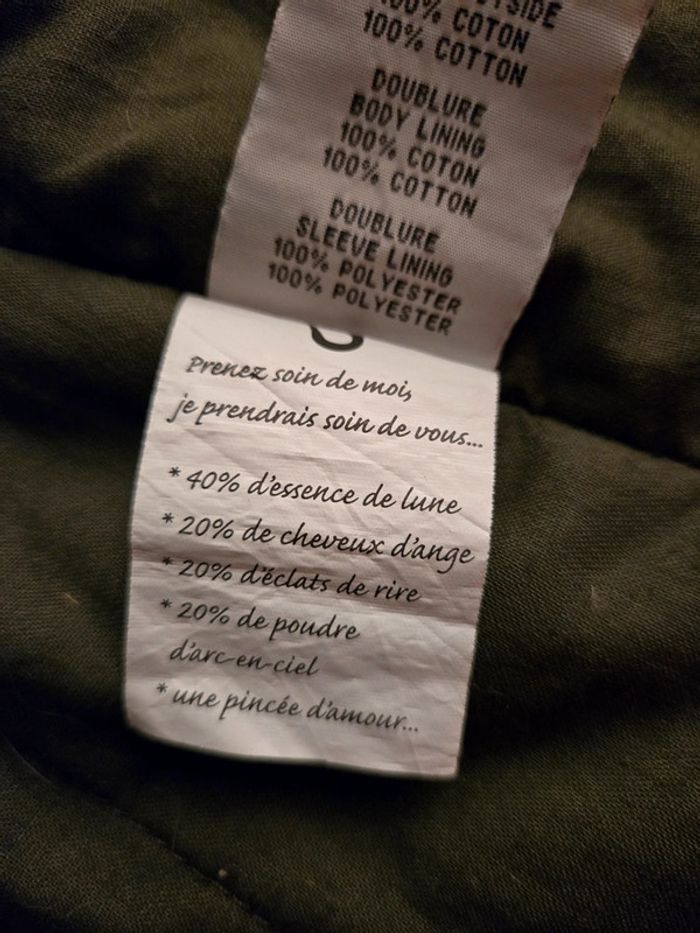 100% COTON
100% COTTON
DOUBLURE
BODY LINING
100% COTON
100% COTTON
DOUBLURE
SLEEVE LINING
100% POLYESTER
100% POLYESTER
Prenez soin de moi,
je prendrais soin de vous...
* 40% d'essence de lune
* 20% de cheveux d'ange
* 20% d'éclats de rire
* 20% de poudre
d'arc-en-ciel
* une pincée d'amour...